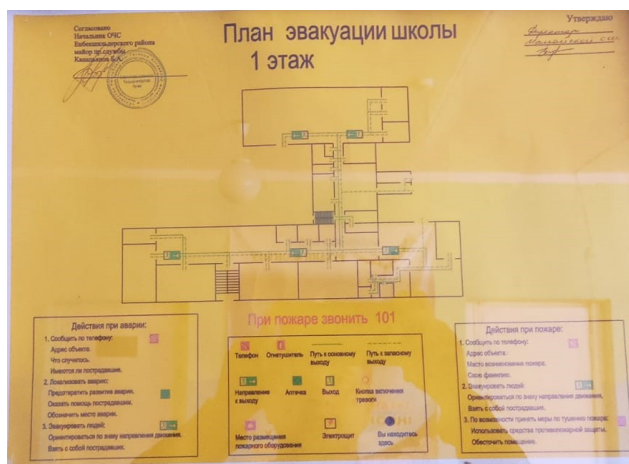 Согласовано
Начальник ОЧС
Енбекшильдерского района
майор пр.службы
Утверждаю
Директор
План эвакуации школы
1 этаж
При пожаре звонить 101
Действия при аварии:
1. Сообщить по телефону:
Адрес объекта.
Что случилось.
Имеются ли пострадавшие.
2. Локализовать аварию:
Предотвратить развитие аварии.
Оказать помощь пострадавшим.
Обозначить место аварии.
3. Эвакуировать людей:
Ориентироваться по знаку направления движения.
Взять с собой пострадавших.
Телефон
Огнетушитель
Путь к основному выходу
Путь к запасному выходу
Направление к выходу
Аптечка
Выход
Кнопка включения тревоги
Место размещения пожарного оборудования
Электрощит
Вы находитесь здесь
Действия при пожаре:
1. Сообщить по телефону:
Адрес объекта.
Место возникновения пожара.
Свою фамилию.
2. Эвакуировать людей:
Ориентироваться по знаку направления движения.
Взять с собой пострадавших.
3. По возможности принять меры по тушению пожара:
Использовать средства противопожарной защиты.
Обесточить помещение.